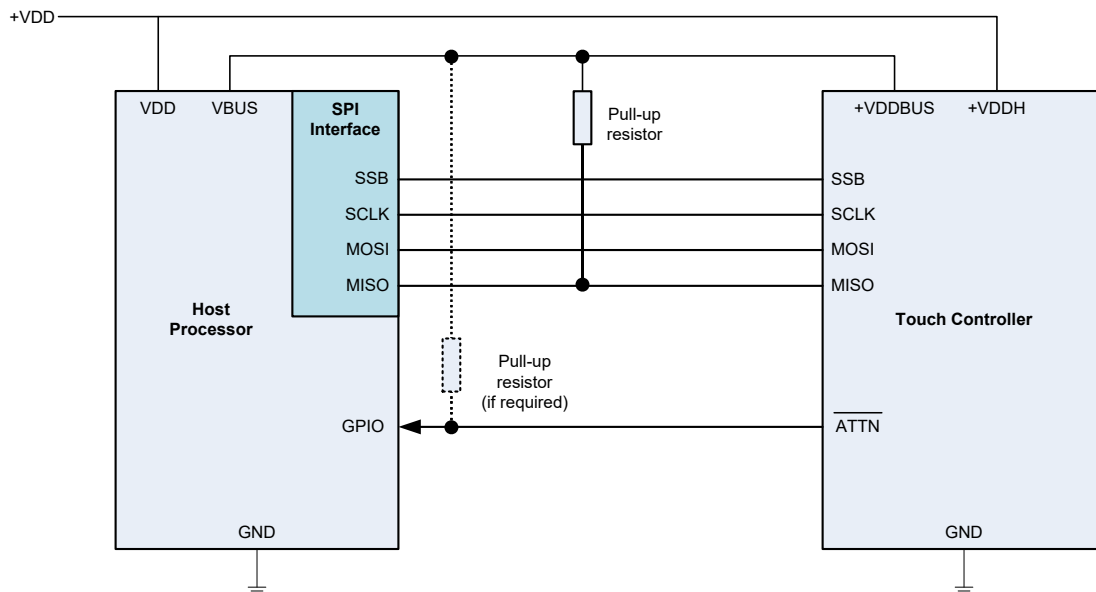 +VDD
VDD
VBUS
SPI
Interface
+VDDBUS
+VDDH
Pull-up
resistor
SSB
SSB
SCLK
SCLK
MOSI
MOSI
MISO
MISO
Host
Processor
Touch Controller
Pull-up
resistor
(if required)
GPIO
ATTN
GND
GND